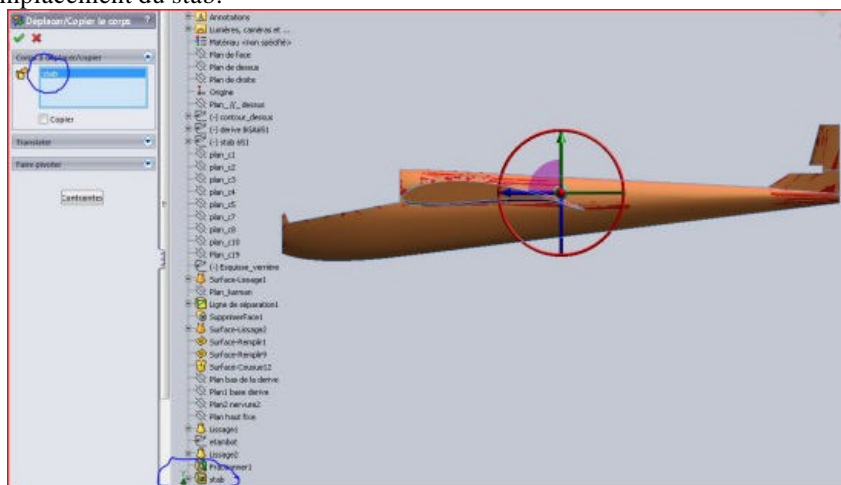 mplacement du stab.
Déplacer/Copier le corps ?
Corps à déplacer/copier
stab
Copier
Translater
Faire pivoter
Contraintes
Annotations
Lumières, caméras et ...
Matériau <non spécifié>
Plan de face
Plan de dessus
Plan de droite
Origine
Plan_//_dessus
(-) contour_dessus
(-) derive BGA651
(-) stab 651
plan_c1
plan_c2
plan_c3
plan_c4
plan_c5
plan_c7
plan_c8
plan_c10
Plan_c19
(-) Esquisse_verrière
Surface-Lissage1
Plan_karman
Ligne de séparation1
SupprimerFace1
Surface-Lissage2
Surface-Remplir1
Surface-Remplir9
Surface-Cousue12
Plan bas de la derive
Plan1 base derive
Plan2 nervure2
Plan haut fixe
Lissage1
etambot
Lissage2
Fractionner1
stab